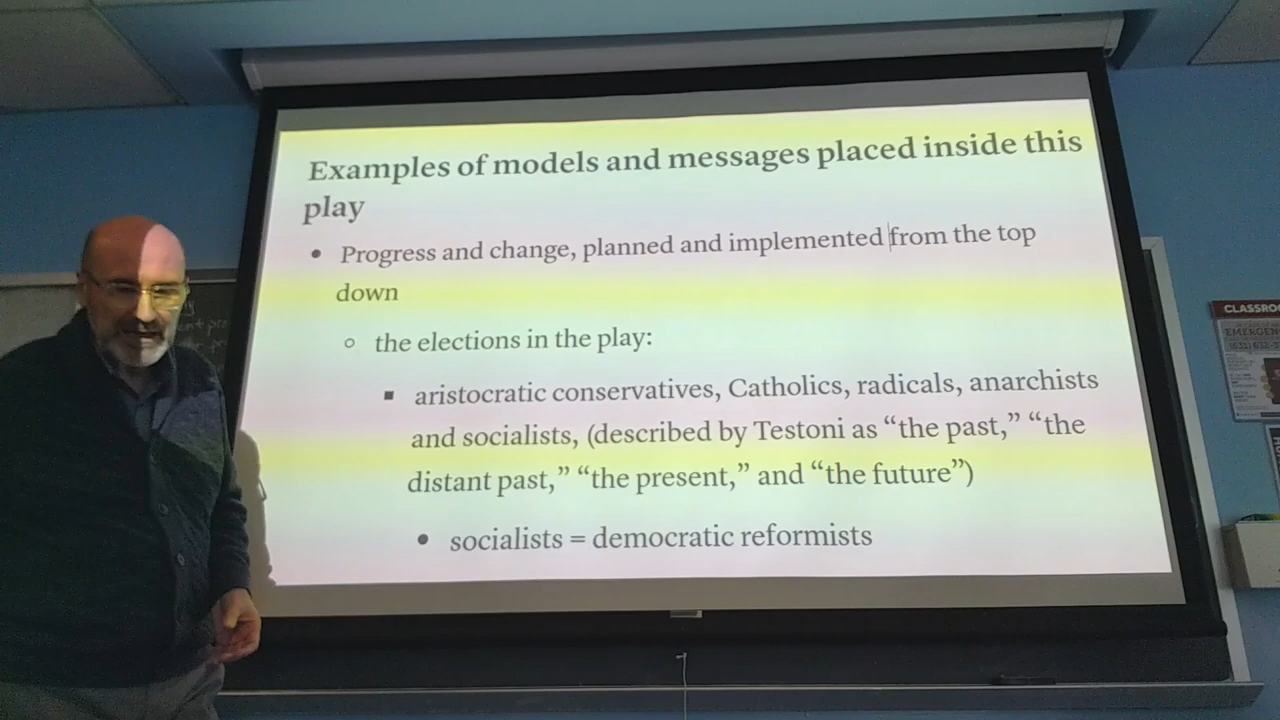 Examples of models and messages placed inside this
play
• Progress and change, planned and implemented from the top
down
○ the elections in the play:
▪ aristocratic conservatives, Catholics, radicals, anarchists
and socialists, (described by Testoni as “the past,” “the
distant past,” “the present,” and “the future”)
• socialists = democratic reformists
CLASSROO
EMERGEN